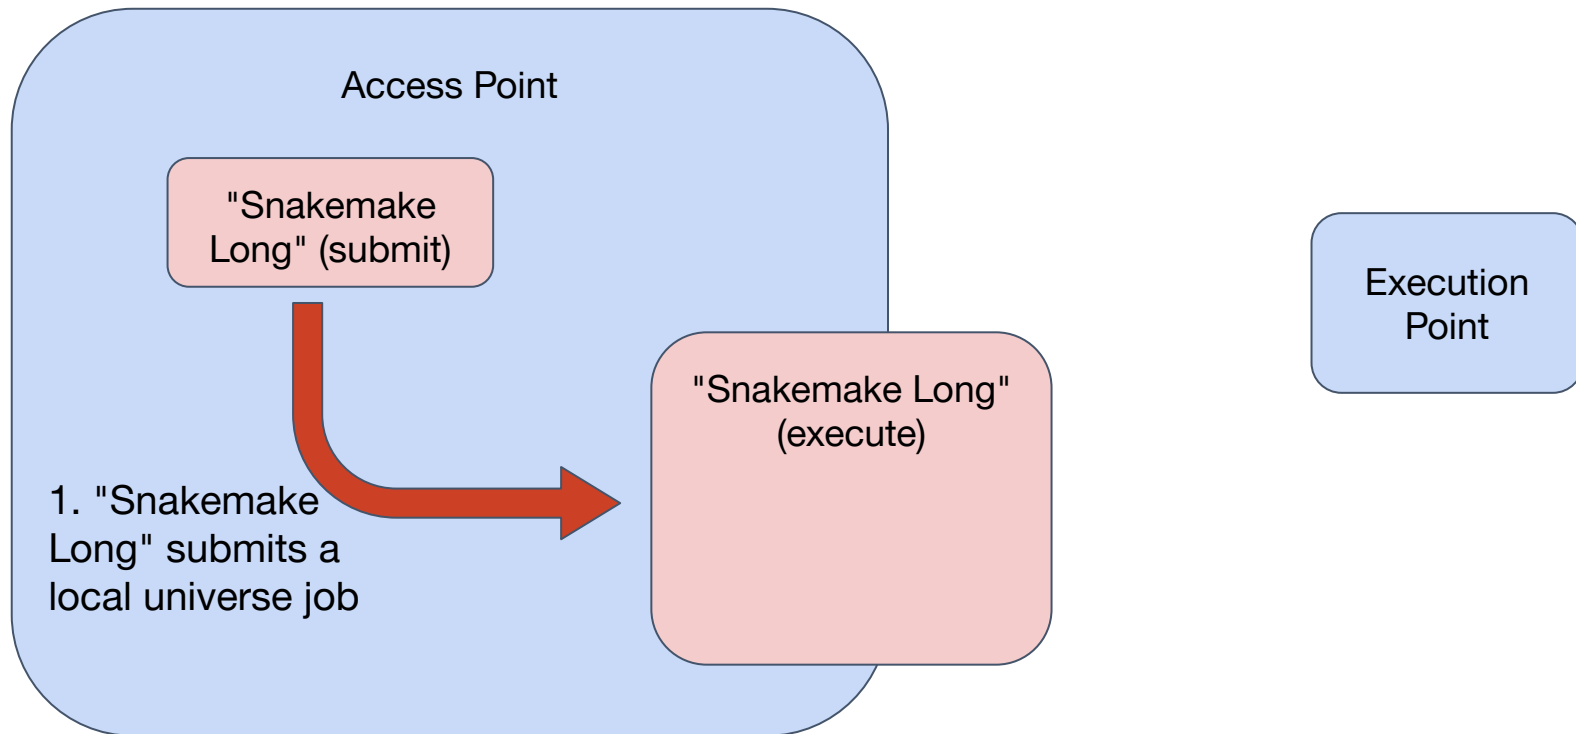 Access Point
"Snakemake
Long" (submit)
Execution
Point
"Snakemake Long"
(execute)
1. "Snakemake
Long" submits a
local universe job